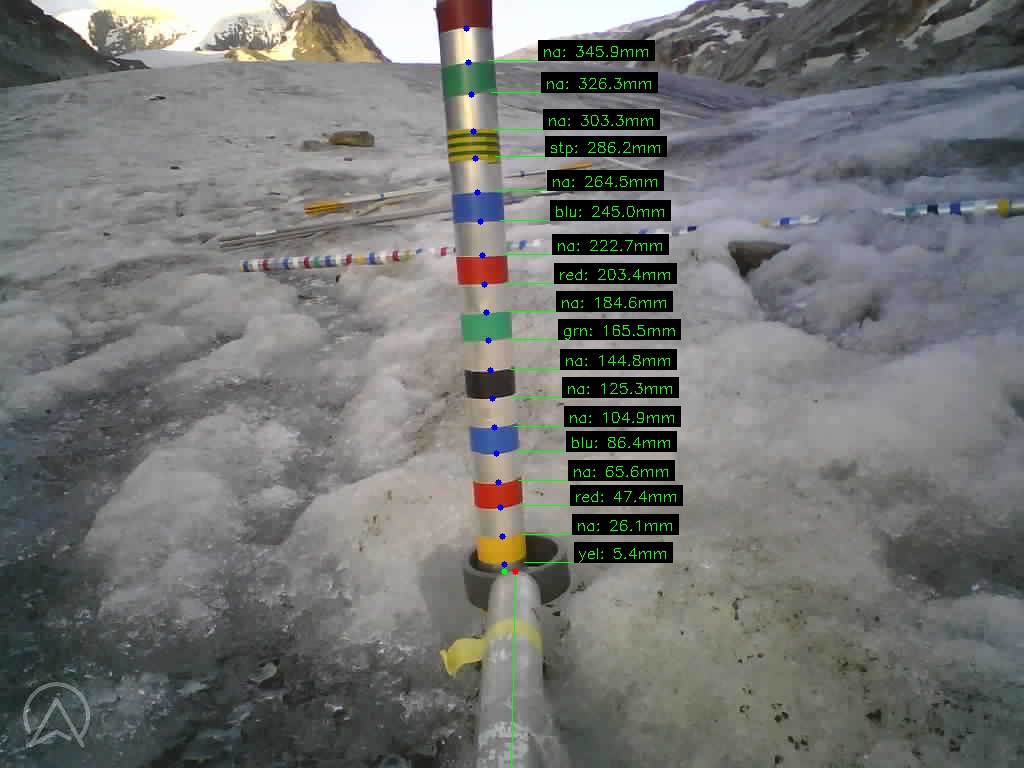 na: 345.9mm
na: 326.3mm
na: 303.3mm
stp: 286.2mm
na: 264.5mm
blu: 245.0mm
na: 222.7mm
red: 203.4mm
na: 184.6mm
grn: 165.5mm
na: 144.8mm
na: 125.3mm
na: 104.9mm
blu: 86.4mm
na: 65.6mm
red: 47.4mm
na: 26.1mm
yel: 5.4mm